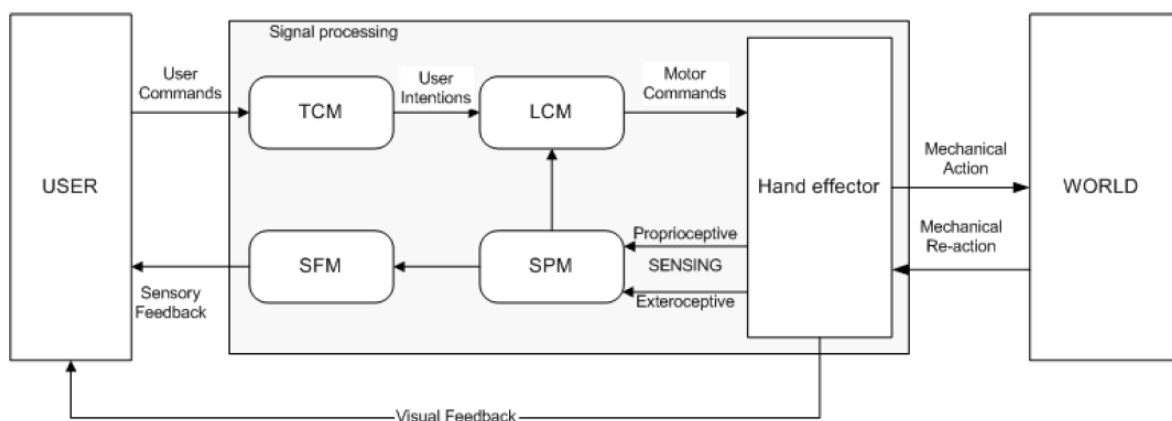 Signal processing
User
Commands
TCM
User
Intentions
LCM
Motor
Commands
USER
Hand effector
Mechanical
Action
WORLD
Mechanical
Re-action
Proprioceptive
SENSING
Exteroceptive
SPM
SFM
Sensory
Feedback
Visual Feedback